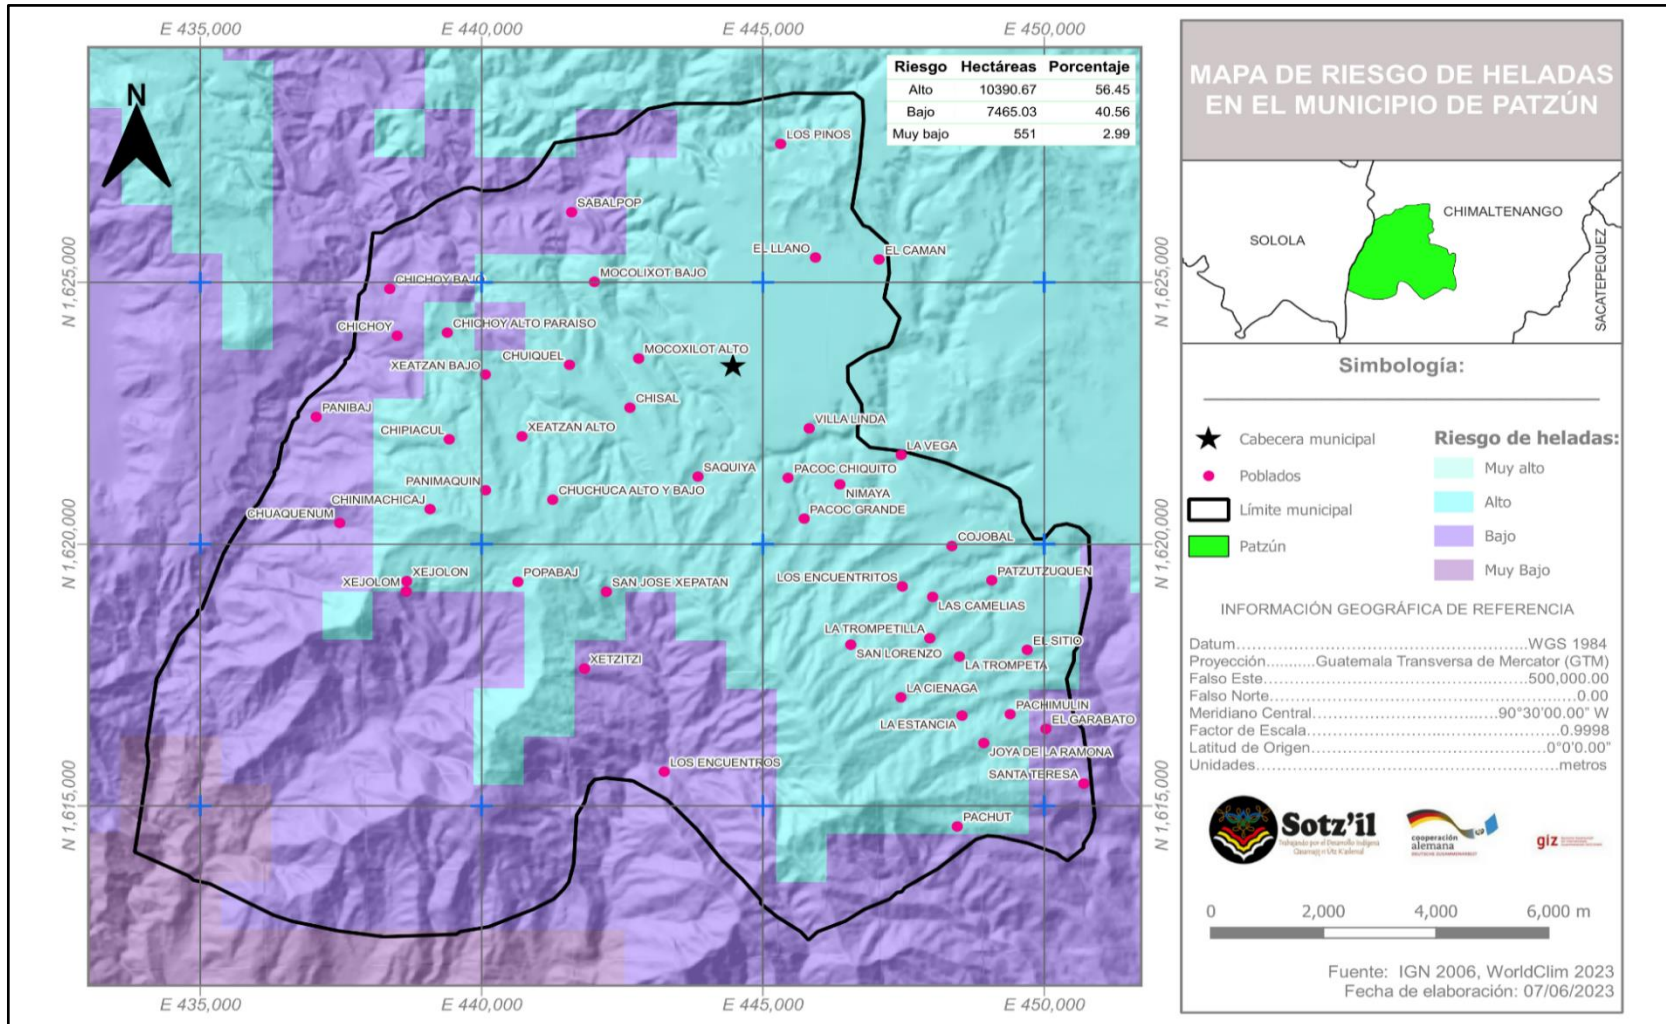 E 435,000
E 440,000
E 445,000
E 450,000
N
Riesgo Hectáreas Porcentaje
Alto 10390.67 56.45
Bajo 7465.03 40.56
Muy bajo 551 2.99
LOS PINOS
SABALPOP
EL LLANO
EL CAMAN
N 1,625,000
N 1,625,000
MOCOLIXOT BAJO
CHICHOY BAJO
CHICHOY
CHICHOY ALTO PARAISO
CHUIQUEL
MOCOXILOT ALTO
XEATZAN BAJO
CHISAL
PANIBAJ
VILLA LINDA
CHIPIACUL
XEATZAN ALTO
LA VEGA
SAQUIYA
PACOC CHIQUITO
PANIMAQUIN
CHUCHUCA ALTO Y BAJO
NIMAYA
CHINIMACHICAJ
CHUAQUENUM
PACOC GRANDE
N 1,620,000
N 1,620,000
COJOBAL
XEJOLON
XEJOLOM
POPABAJ
SAN JOSE XEPATAN
LOS ENCUENTRITOS
PATZUTZUQUEN
LAS CAMELIAS
LA TROMPETILLA
EL SITIO
SAN LORENZO
LA TROMPETA
XETZITZI
LA CIENAGA
PACHIMULIN
LA ESTANCIA
EL GARABATO
JOYA DE LA RAMONA
LOS ENCUENTROS
SANTA TERESA
N 1,615,000
N 1,615,000
PACHUT
E 435,000
E 440,000
E 445,000
E 450,000
MAPA DE RIESGO DE HELADAS
EN EL MUNICIPIO DE PATZÚN
CHIMALTENANGO
SOLOLA
SACATEPEQUEZ
Simbología:
Cabecera municipal
Poblados
Límite municipal
Patzún
Riesgo de heladas:
Muy alto
Alto
Bajo
Muy Bajo
INFORMACIÓN GEOGRÁFICA DE REFERENCIA
Datum..................................................WGS 1984
Proyección.........Guatemala Transversa de Mercator (GTM)
Falso Este..................................................500,000.00
Falso Norte..................................................0.00
Meridiano Central...........................90°30'00.00" W
Factor de Escala..........................................0.9998
Latitud de Origen..........................................0°0'0.00"
Unidades..................................................metros
Sotz'il
Trabajando por el Desarrollo Indígena
cooperación
alemana
DEUTSCHE ZUSAMMENARBEIT
giz
0 2,000 4,000 6,000 m
Fuente: IGN 2006, WorldClim 2023
Fecha de elaboración: 07/06/2023